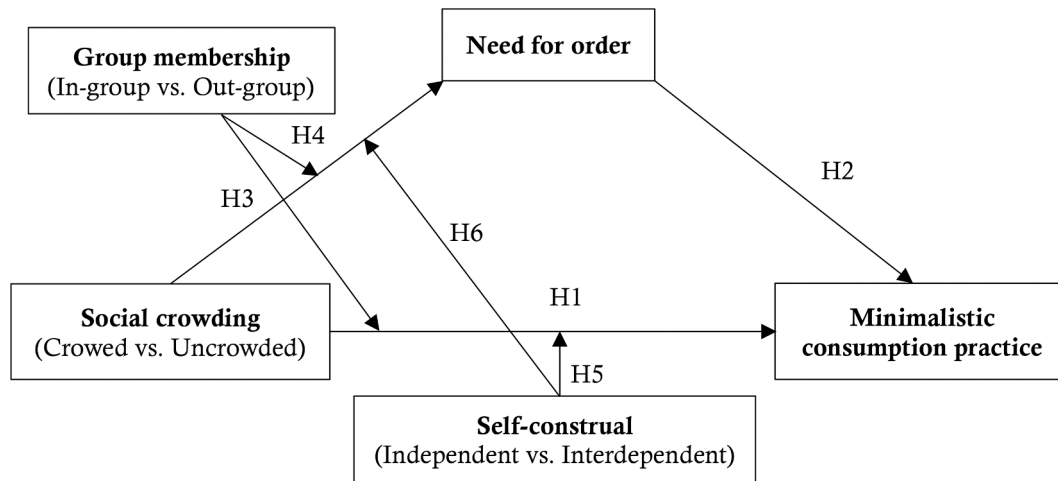 Group membership
(In-group vs. Out-group)
Need for order
H4
H3
H2
H6
Social crowding
(Crowed vs. Uncrowded)
H1
Minimalistic
consumption practice
H5
Self-construal
(Independent vs. Interdependent)